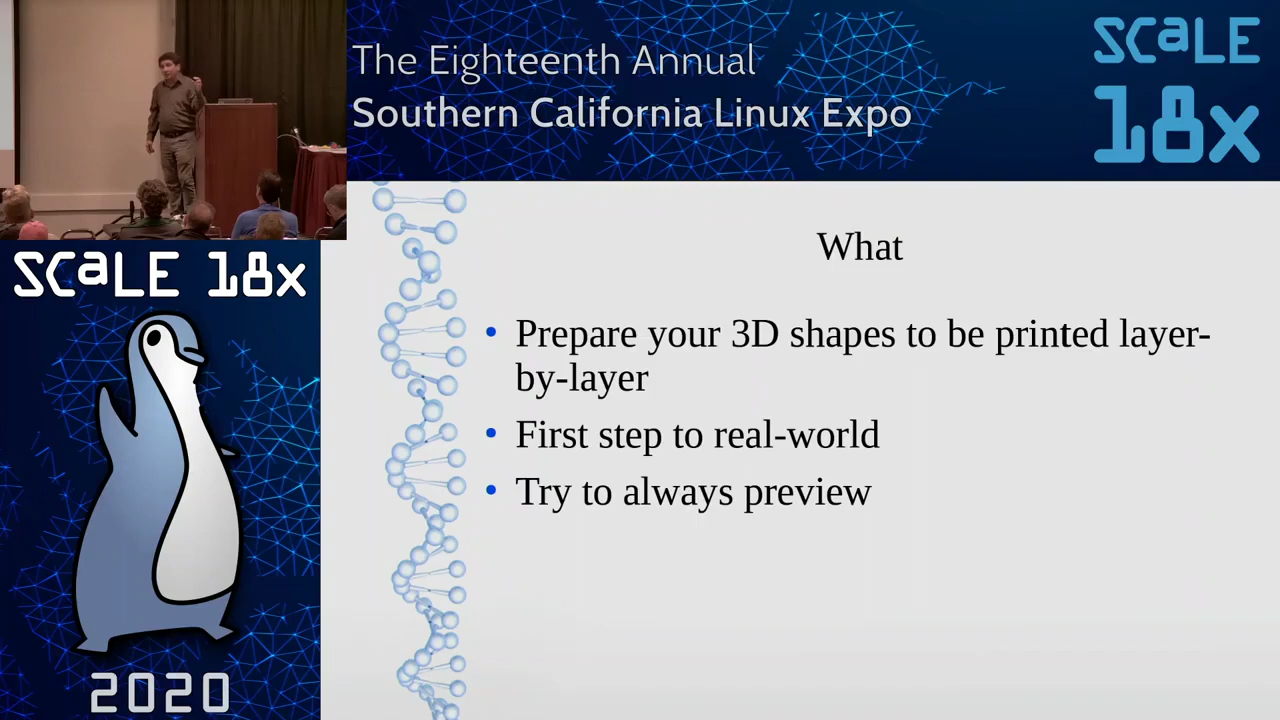 The Eighteenth Annual
Southern California Linux Expo
SCaLE
18x
SCaLE 18x
2020
What
• Prepare your 3D shapes to be printed layer-
by-layer
• First step to real-world
• Try to always preview